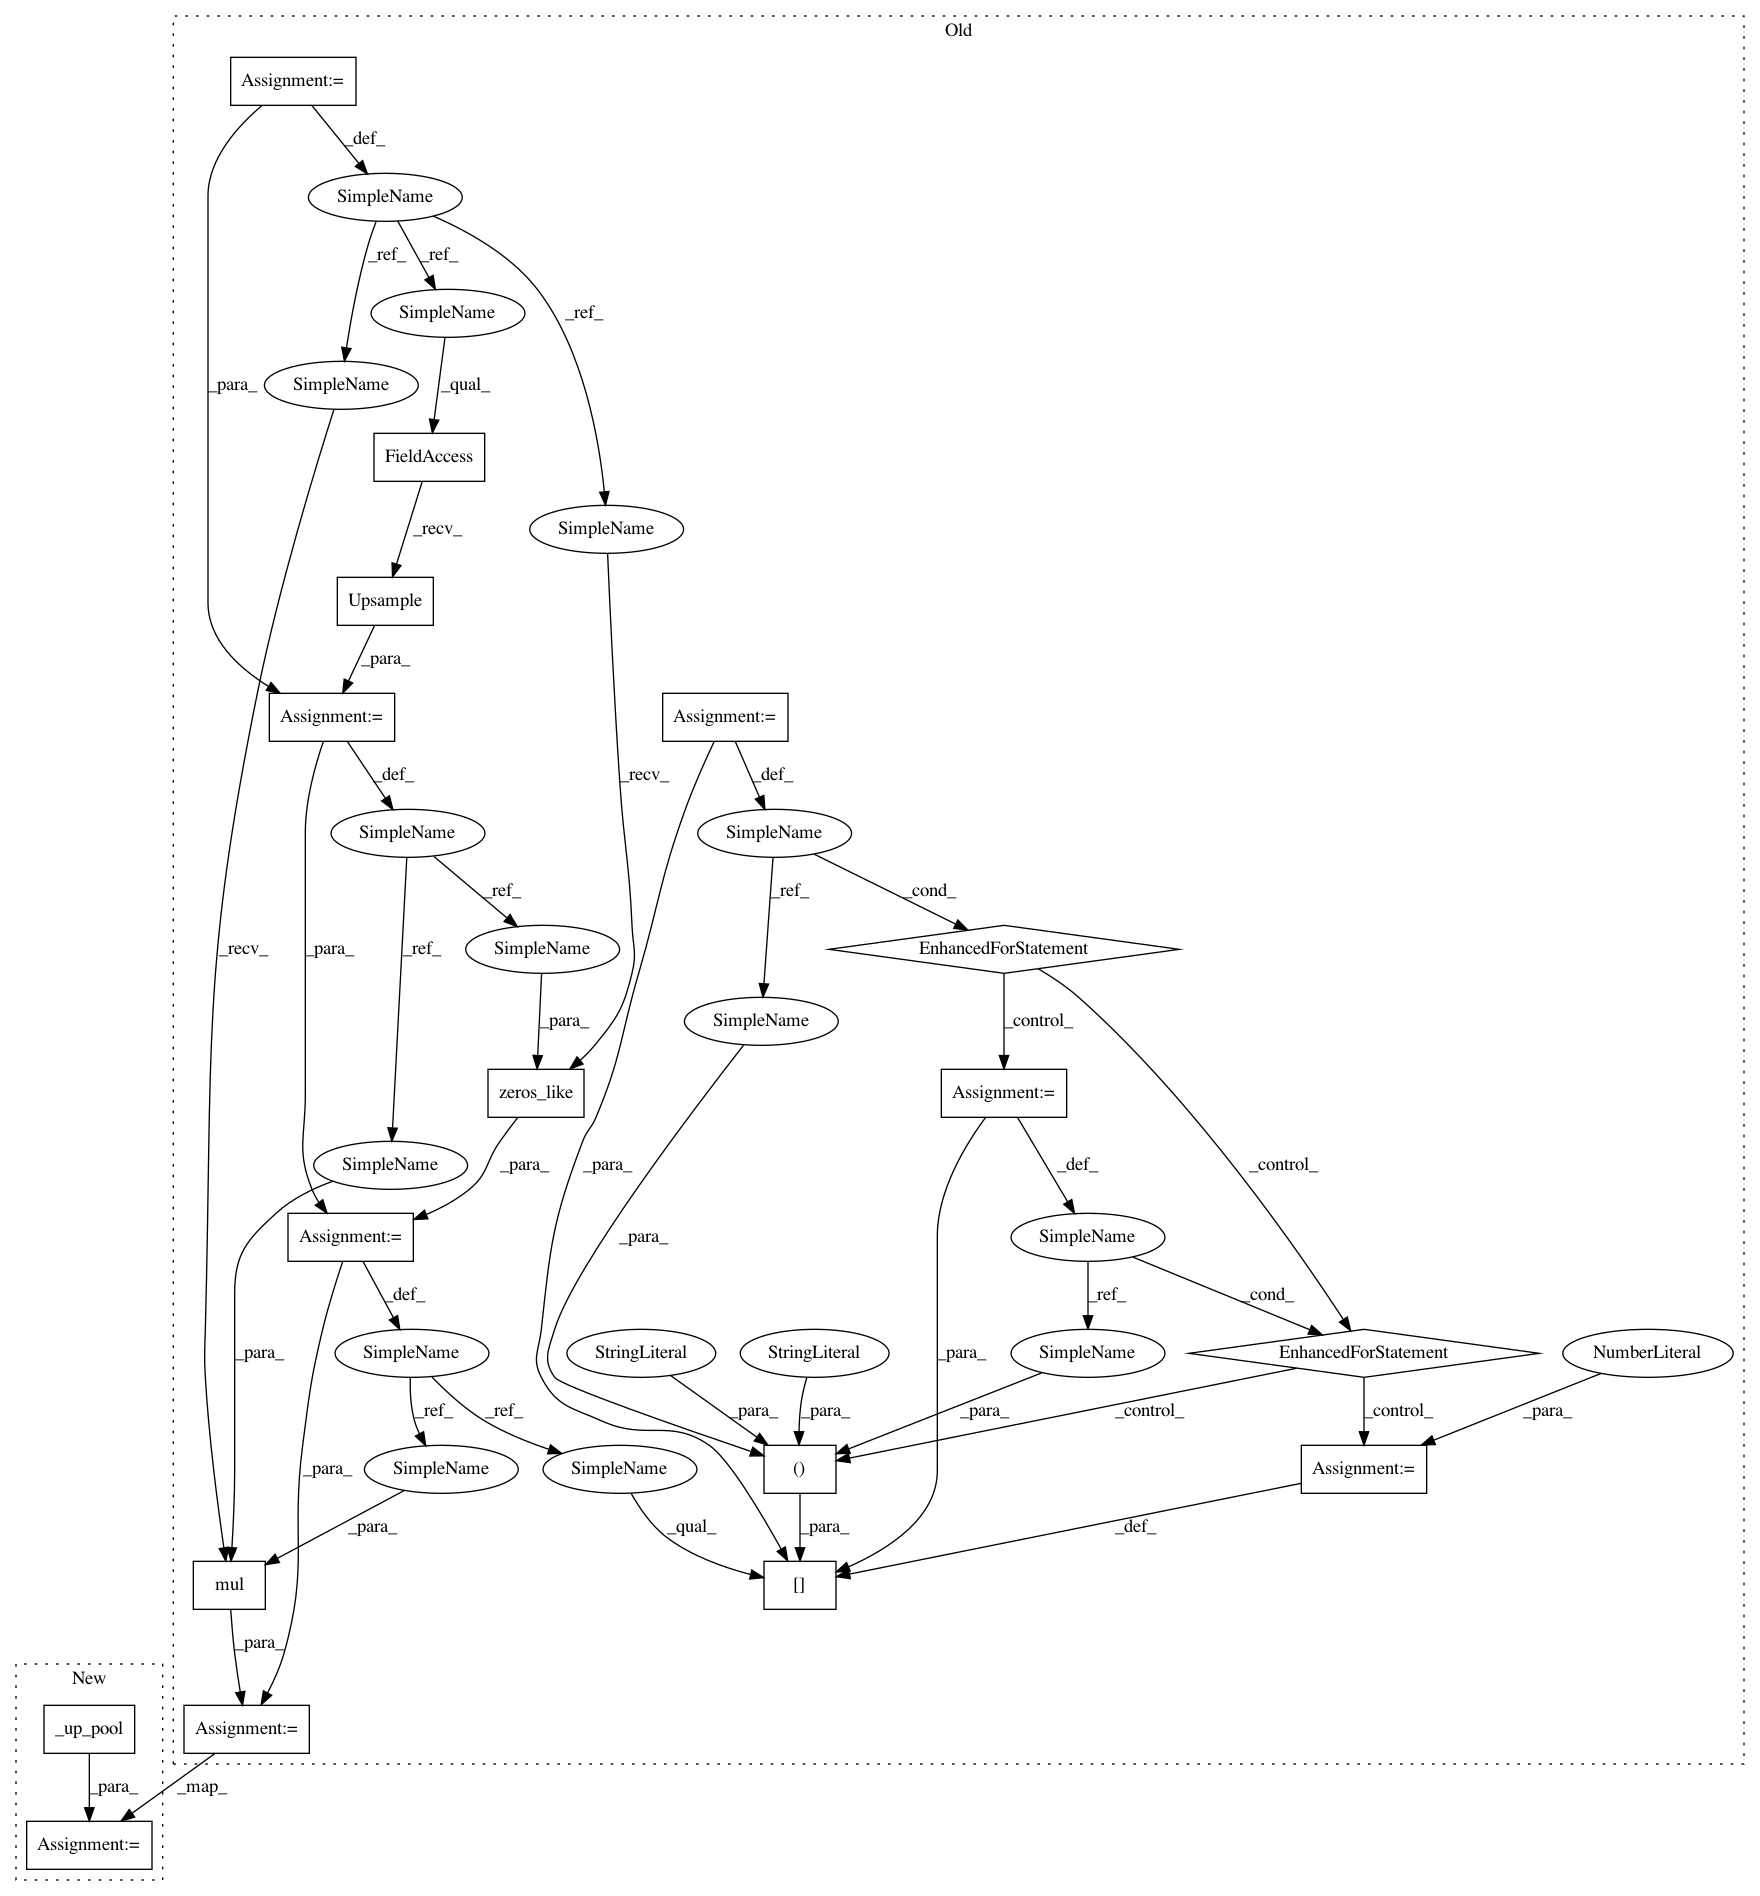 Old
Assignment:=
_def_
SimpleName
_ref_
_ref_
SimpleName
_ref_
_para_
SimpleName
_qual_
FieldAccess
_recv_
SimpleName
Upsample
_para_
Assignment:=
Assignment:=
_recv_
_def_
_def_
SimpleName
SimpleName
_ref_
_ref_
_cond_
_recv_
_para_
_ref_
SimpleName
EnhancedForStatement
_para_
SimpleName
_control_
zeros_like
Assignment:=
SimpleName
_para_
_para_
_def_
_control_
Assignment:=
_para_
SimpleName
_def_
_ref_
_cond_
_para_
SimpleName
StringLiteral
StringLiteral
_para_
SimpleName
EnhancedForStatement
NumberLiteral
_ref_
_ref_
_para_
_para_
_para_
_control_
_control_
_para_
_para_
SimpleName
SimpleName
()
Assignment:=
_para_
_qual_
_para_
_def_
mul
[]
_para_
New
_up_pool
Assignment:=
_para_
_map_
Assignment:=